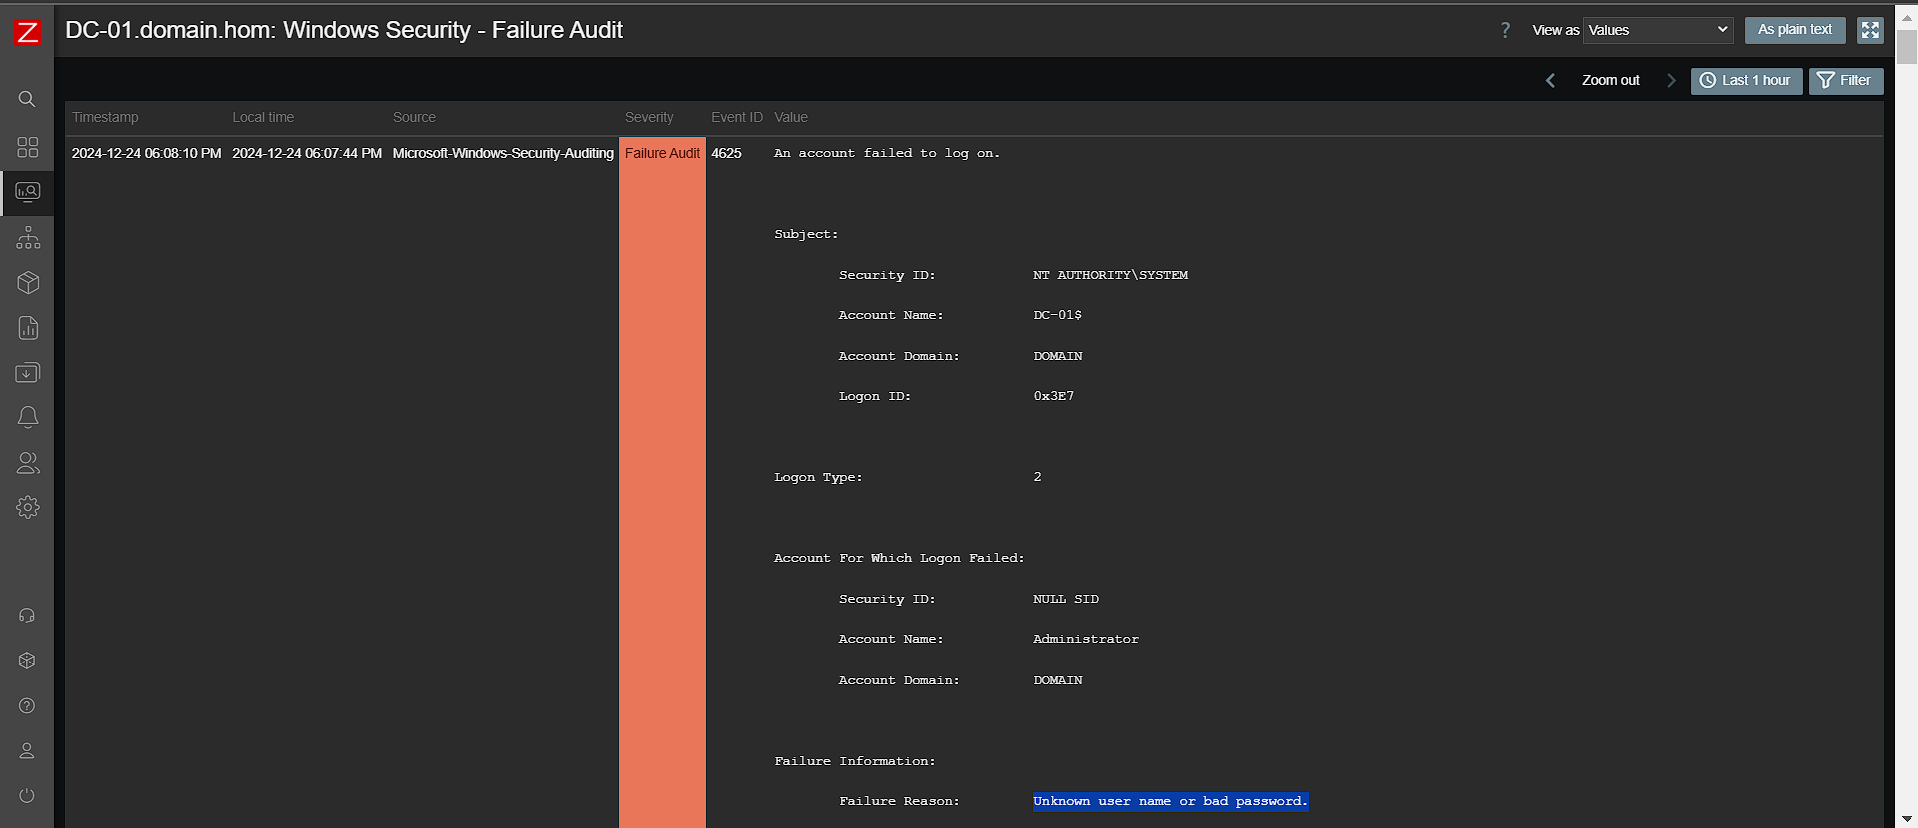 Z
DC-01.domain.hom: Windows Security - Failure Audit
? View as Values As plain text
Zoom out Last 1 hour Filter
Timestamp Local time Source Severity Event ID Value
2024-12-24 06:08:10 PM 2024-12-24 06:07:44 PM Microsoft-Windows-Security-Auditing Failure Audit 4625 An account failed to log on.
Subject:
Security ID: NT AUTHORITY\SYSTEM
Account Name: DC-01$
Account Domain: DOMAIN
Logon ID: 0x3E7
Logon Type: 2
Account For Which Logon Failed:
Security ID: NULL SID
Account Name: Administrator
Account Domain: DOMAIN
Failure Information:
Failure Reason: Unknown user name or bad password.